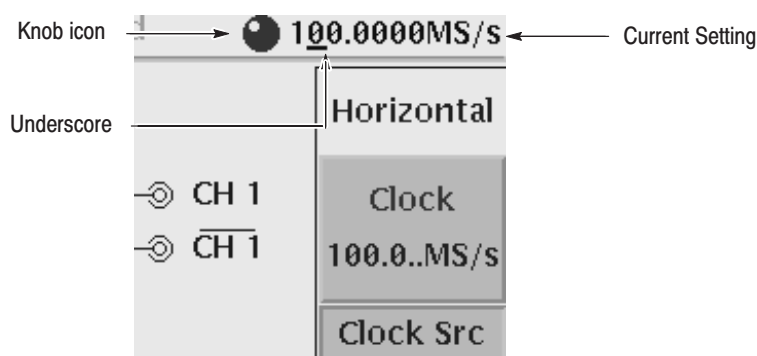 Knob icon
100.0000MS/s
Current Setting
Underscore
Horizontal
CH 1
Clock
CH 1
100.0..MS/s
Clock Src